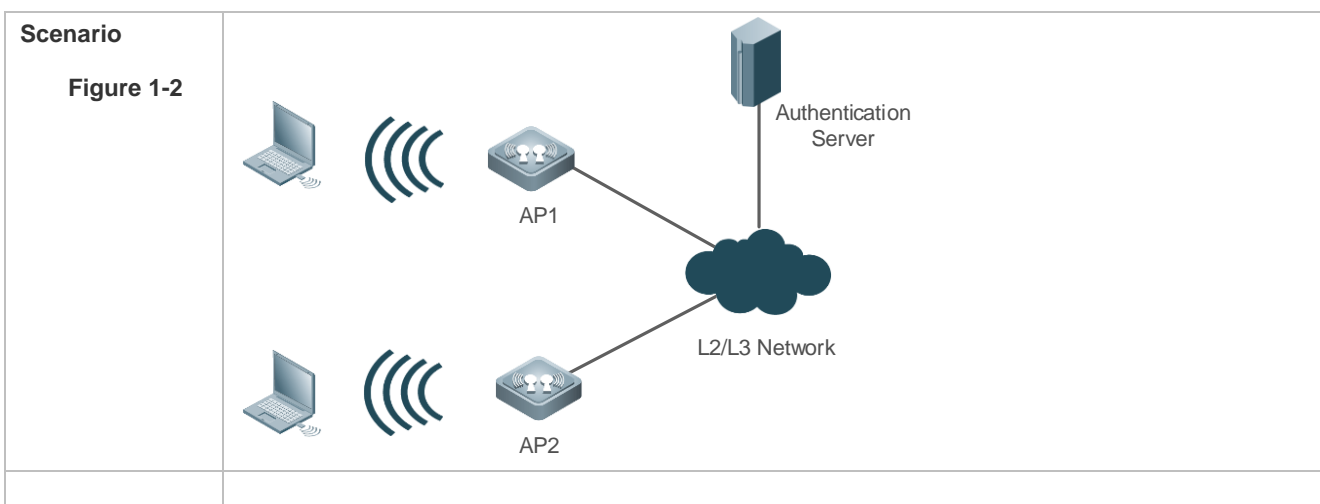 Scenario
Figure 1-2
Authentication
Server
AP1
L2/L3 Network
AP2